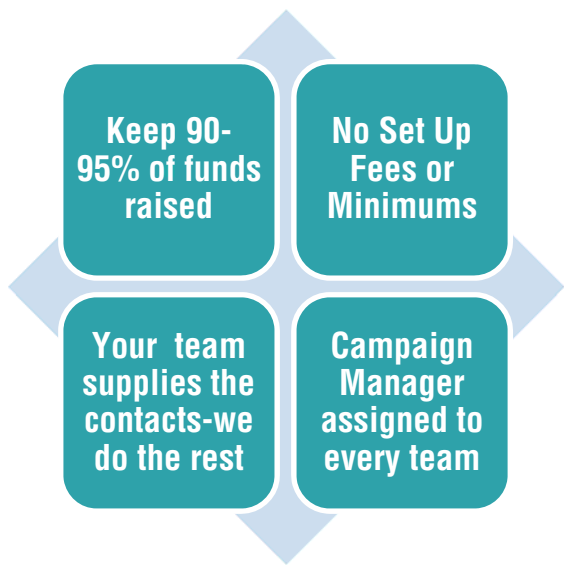 Keep 90-
95% of funds
raised
No Set Up
Fees or
Minimums
Your  team
supplies the
contacts-we
do the rest
Campaign
Manager
assigned to
every team